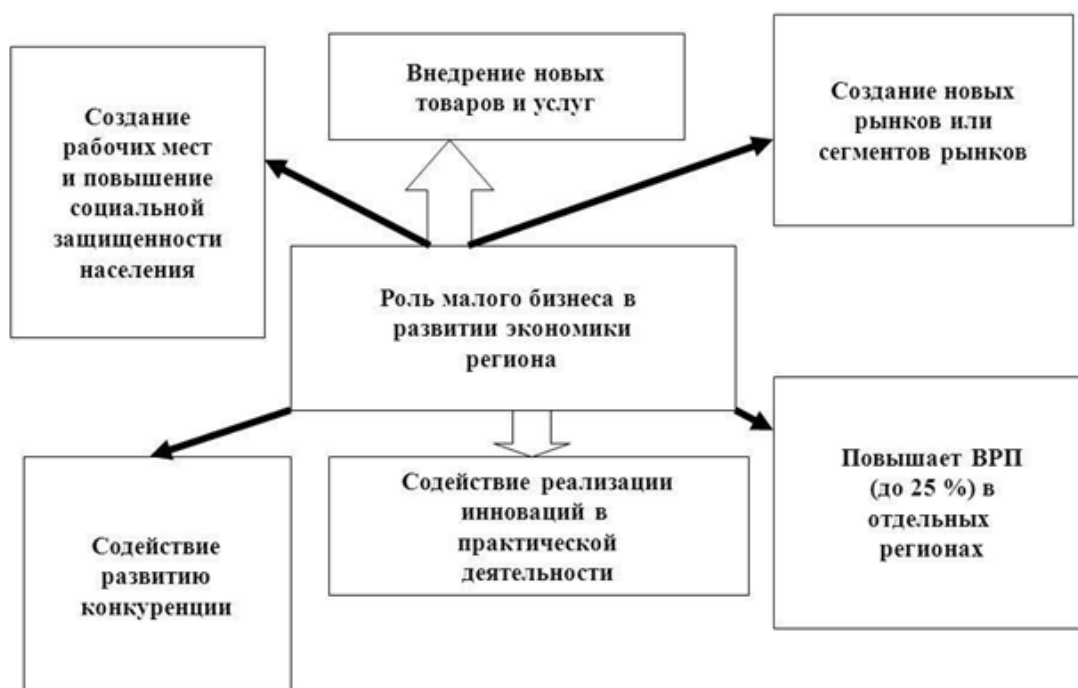 Создание
рабочих мест
и повышение
социальной
защищенности
населения
Внедрение новых
товаров и услуг
Создание новых
рынков или
сегментов рынков
Роль малого бизнеса в
развитии экономики
региона
Содействие
развитию
конкуренции
Содействие реализации
инноваций в
практической
деятельности
Повышает ВРП
(до 25 %) в
отдельных
регионах